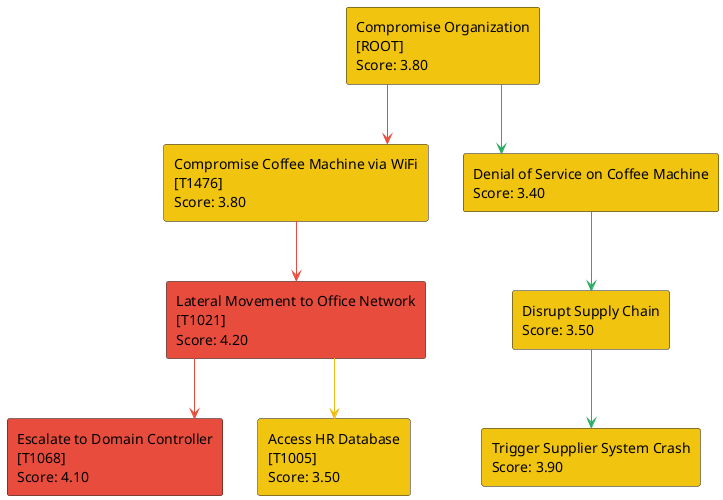 Compromise Organization
[ROOT]
Score: 3.80
Compromise Coffee Machine via WiFi
[T1476]
Score: 3.80
Denial of Service on Coffee Machine
Score: 3.40
Lateral Movement to Office Network
[T1021]
Score: 4.20
Disrupt Supply Chain
Score: 3.50
Escalate to Domain Controller
[T1068]
Score: 4.10
Access HR Database
[T1005]
Score: 3.50
Trigger Supplier System Crash
Score: 3.90